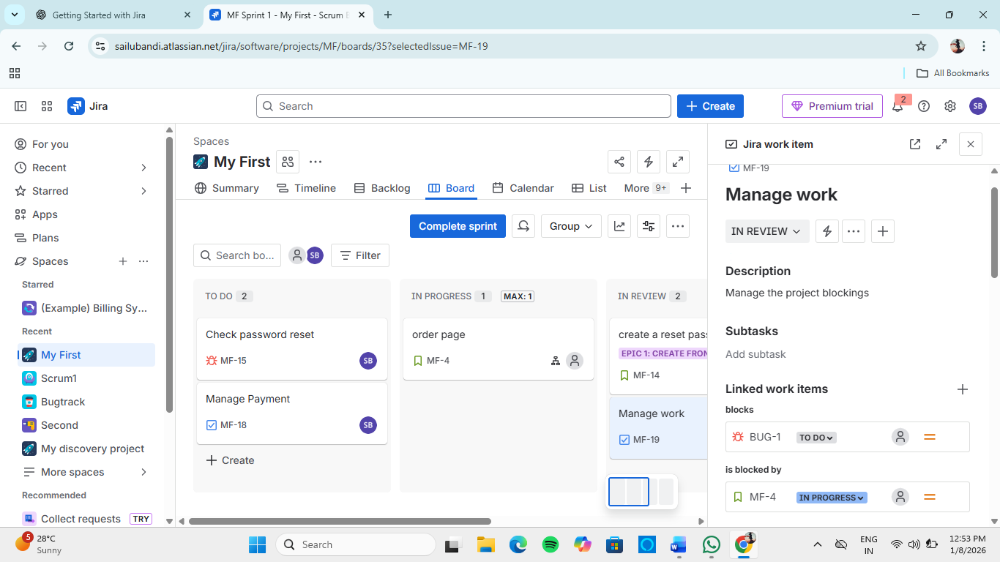 Getting Started with Jira
MF Sprint 1 - My First - Scrum B
sailubandi.atlassian.net/jira/software/projects/MF/boards/35?selectedIssue=MF-19
All Bookmarks
Jira
Search
Create
Premium trial
2
SB
For you
Recent
Starred
Apps
Plans
Spaces
Starred
(Example) Billing Sy...
Recent
My First
Scrum1
Bugtrack
Second
My discovery project
More spaces
Recommended
Collect requests TRY
Spaces
My First
Summary
Timeline
Backlog
Board
Calendar
List
More 9+
Complete sprint
Group
Search bo...
SB
Filter
TO DO 2
Check password reset
MF-15
SB
Manage Payment
MF-18
SB
Create
IN PROGRESS 1 MAX: 1
order page
MF-4
IN REVIEW 2
create a reset pass
EPIC 1: CREATE FRON
MF-14
Manage work
MF-19
Jira work item
MF-19
Manage work
IN REVIEW
Description
Manage the project blockings
Subtasks
Add subtask
Linked work items
blocks
BUG-1 TO DO
is blocked by
MF-4 IN PROGRESS
5
28°C
Sunny
Search
ENG
IN
12:53 PM
1/8/2026